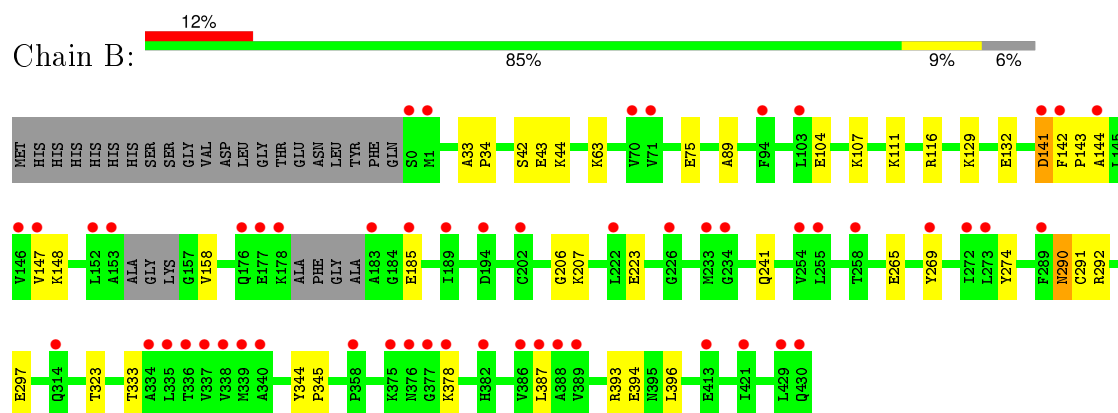 12%
Chain B:
85% 9% 6%
MET HIS HIS HIS HIS HIS HIS SER SER GLY VAL ASP LEU GLY THR GLU ASN LEU TYR PHE GLN S0 M1 A33 P34 S42 E43 K44 K63 V70 V71 E75 A89 F94 L103 E104 K107 K111 R116 K129 E132 D141 F142 P143 A144 L145
V146 V147 K148 L152 A153 ALA GLY LYS G157 V158 Q176 E177 K178 ALA PHE GLY ALA A183 G184 E185 I189 D194 C202 G206 K207 L222 E223 G226 M233 G234 Q241 V254 L255 T258 E265 Y269 I272 L273 Y274 F289 N290 C291 R292
E297 Q314 T323 T333 A334 L335 T336 V337 V338 M339 A340 Y344 P345 P358 K375 N376 G377 K378 H382 V386 L387 A388 V389 R393 E394 N395 L396 E413 I421 L429 Q430